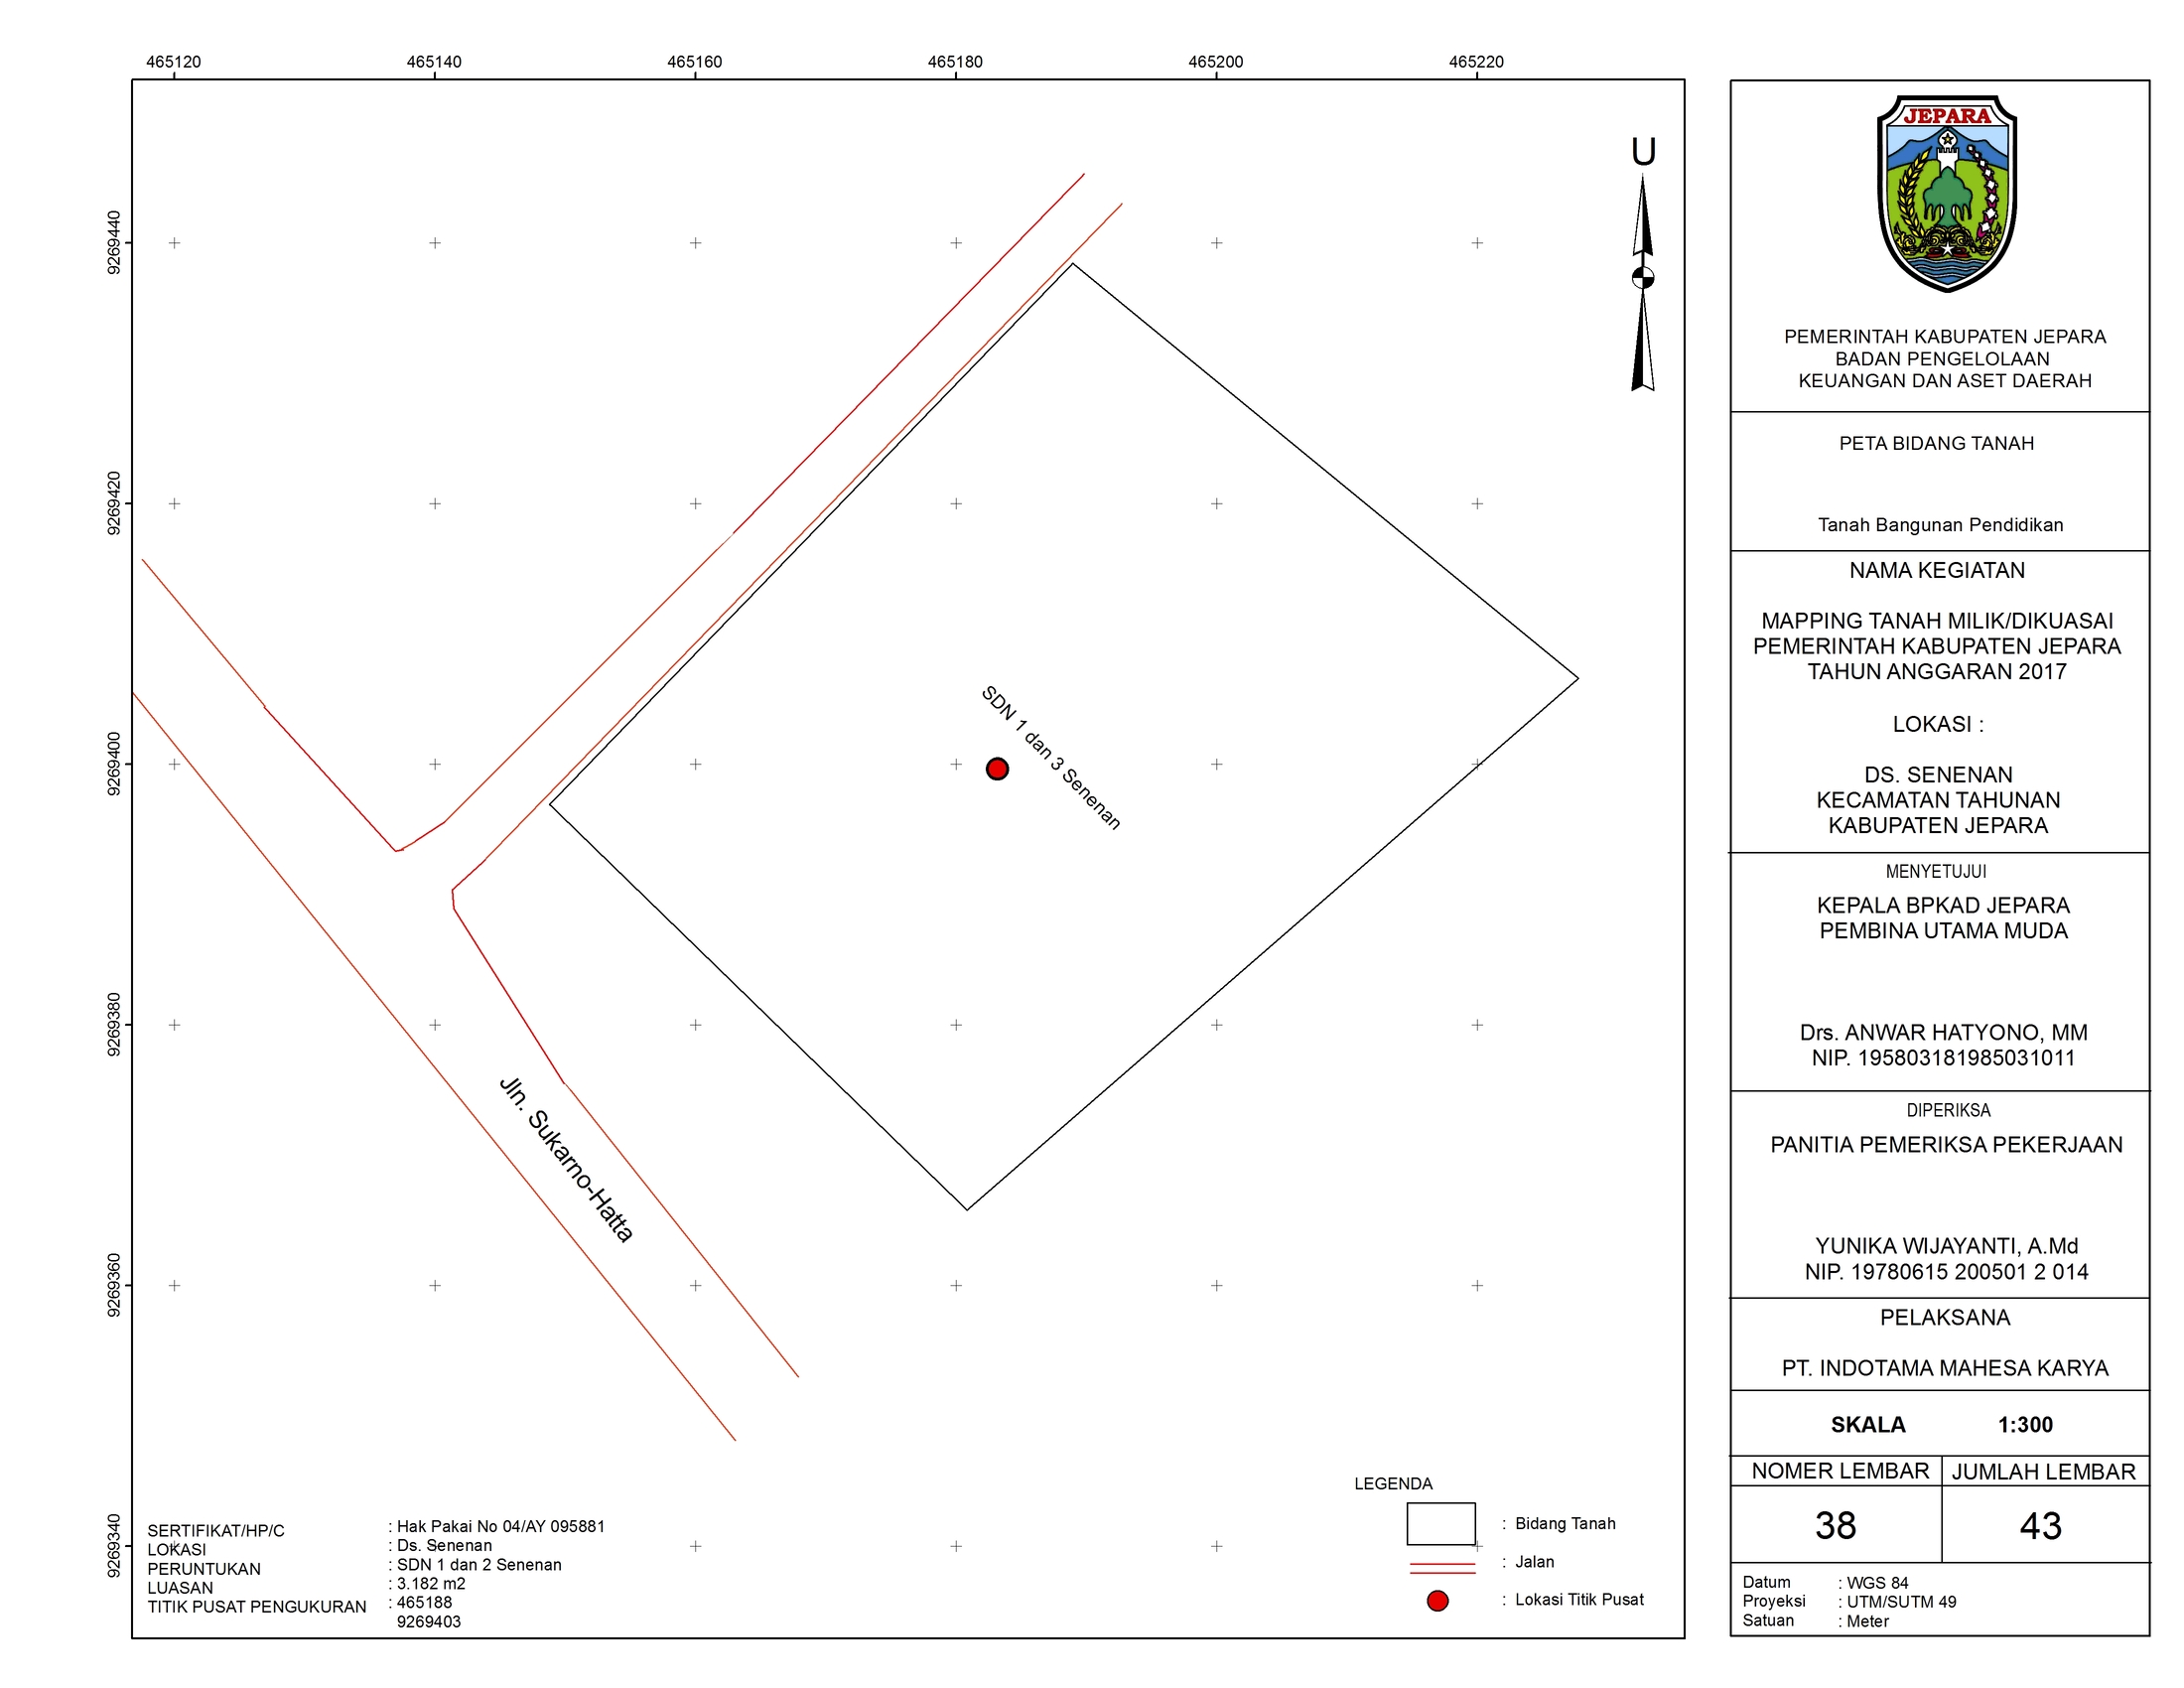 465120 465140 465160 465180 465200 465220
9269440
9269420
9269400
9269380
9269360
9269340
U
SDN 1 dan 3 Senenan
Jln. Sukarno-Hatta
SERTIFIKAT/HP/C : Hak Pakai No 04/AY 095881
LOKASI : Ds. Senenan
PERUNTUKAN : SDN 1 dan 2 Senenan
LUASAN : 3.182 m2
TITIK PUSAT PENGUKURAN : 465188
9269403
LEGENDA
: Bidang Tanah
: Jalan
: Lokasi Titik Pusat
JEPARA
PEMERINTAH KABUPATEN JEPARA
BADAN PENGELOLAAN
KEUANGAN DAN ASET DAERAH
PETA BIDANG TANAH
Tanah Bangunan Pendidikan
NAMA KEGIATAN
MAPPING TANAH MILIK/DIKUASAI
PEMERINTAH KABUPATEN JEPARA
TAHUN ANGGARAN 2017
LOKASI :
DS. SENENAN
KECAMATAN TAHUNAN
KABUPATEN JEPARA
MENYETUJUI
KEPALA BPKAD JEPARA
PEMBINA UTAMA MUDA
Drs. ANWAR HATYONO, MM
NIP. 195803181985031011
DIPERIKSA
PANITIA PEMERIKSA PEKERJAAN
YUNIKA WIJAYANTI, A.Md
NIP. 19780615 200501 2 014
PELAKSANA
PT. INDOTAMA MAHESA KARYA
SKALA 1:300
NOMER LEMBAR JUMLAH LEMBAR
38 43
Datum : WGS 84
Proyeksi : UTM/SUTM 49
Satuan : Meter